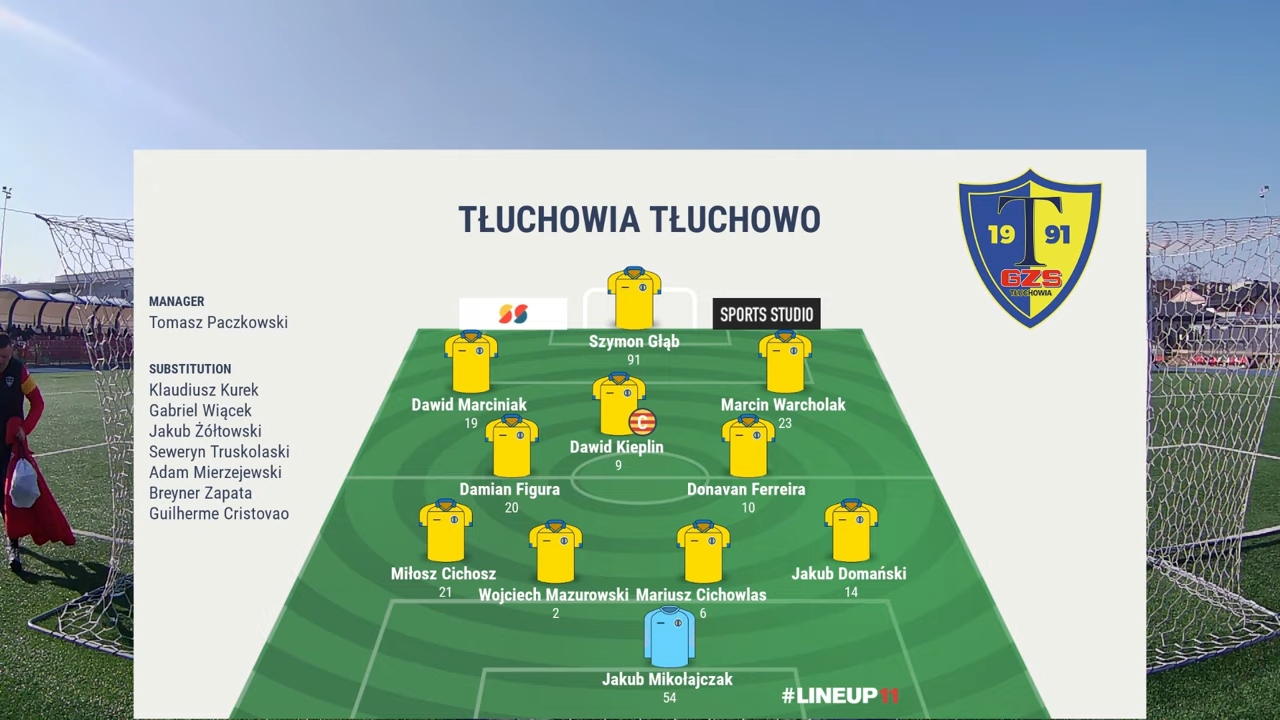 TŁUCHOWIA TŁUCHOWO
19 T 91
GZS
TŁUCHOWIA
MANAGER
Tomasz Paczkowski
SUBSTITUTION
Klaudiusz Kurek
Gabriel Wiącek
Jakub Żółtowski
Seweryn Truskolaski
Adam Mierzejewski
Breyner Zapata
Guilherme Cristovao
SPORTS STUDIO
Szymon Głąb
91
Dawid Marciniak
19
Marcin Warcholak
23
C
Dawid Kieplin
9
Damian Figura
20
Donavan Ferreira
10
Miłosz Cichosz
21
Wojciech Mazurowski
2
Mariusz Cichowlas
6
Jakub Domański
14
Jakub Mikołajczak
54
#LINEUP11